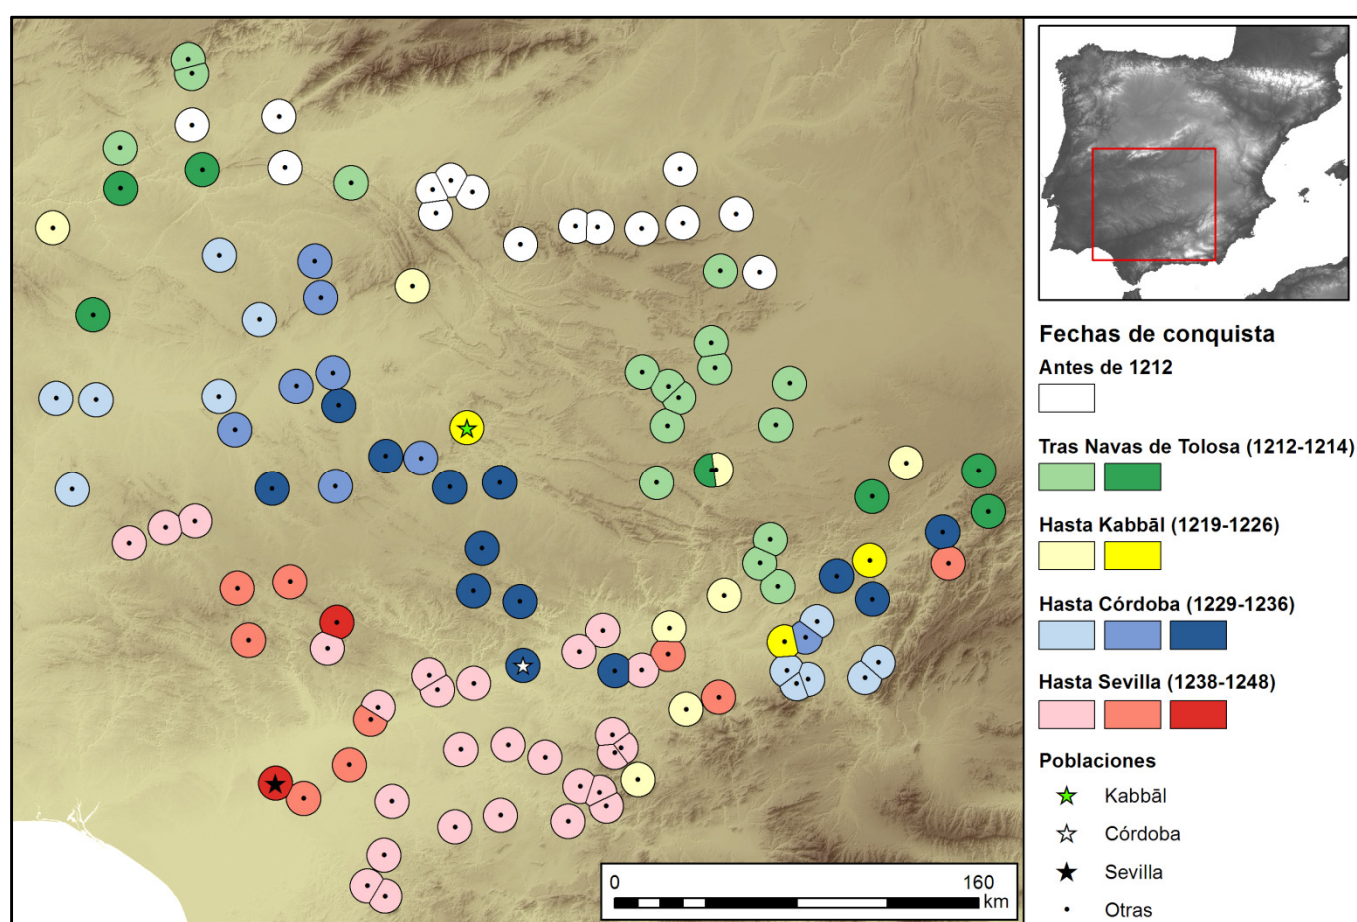 Fechas de conquista
Antes de 1212
Tras Navas de Tolosa (1212-1214)
Hasta Kabbāl (1219-1226)
Hasta Córdoba (1229-1236)
Hasta Sevilla (1238-1248)
Poblaciones
Kabbāl
Córdoba
Sevilla
Otras
0 160
km